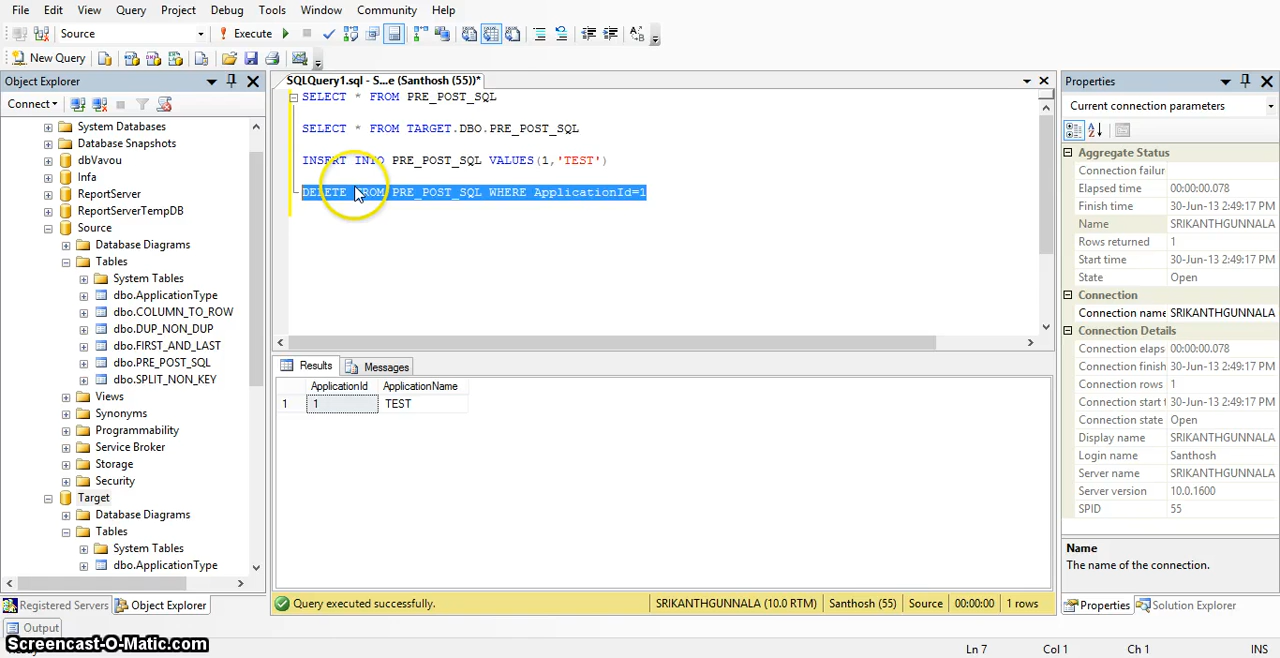 File Edit View Query Project Debug Tools Window Community Help
Source Execute
New Query
Object Explorer
Connect
System Databases
Database Snapshots
dbVavou
Infa
ReportServer
ReportServerTempDB
Source
Database Diagrams
Tables
System Tables
dbo.ApplicationType
dbo.COLUMN_TO_ROW
dbo.DUP_NON_DUP
dbo.FIRST_AND_LAST
dbo.PRE_POST_SQL
dbo.SPLIT_NON_KEY
Views
Synonyms
Programmability
Service Broker
Storage
Security
Target
Database Diagrams
Tables
System Tables
dbo.ApplicationType
Registered Servers Object Explorer
Output
SQLQuery1.sql - S...e (Santhosh (55))*
SELECT * FROM PRE_POST_SQL
SELECT * FROM TARGET.DBO.PRE_POST_SQL
INSERT INTO PRE_POST_SQL VALUES(1,'TEST')
DELETE FROM PRE_POST_SQL WHERE ApplicationId=1
Results Messages
ApplicationId ApplicationName
1 1 TEST
Query executed successfully. SRIKANTHGUNNALA (10.0 RTM) Santhosh (55) Source 00:00:00 1 rows
Properties
Current connection parameters
Aggregate Status
Connection failur
Elapsed time 00:00:00.078
Finish time 30-Jun-13 2:49:17 PM
Name SRIKANTHGUNNALA
Rows returned 1
Start time 30-Jun-13 2:49:17 PM
State Open
Connection
Connection name SRIKANTHGUNNALA
Connection Details
Connection elaps 00:00:00.078
Connection finish 30-Jun-13 2:49:17 PM
Connection rows 1
Connection start t 30-Jun-13 2:49:17 PM
Connection state Open
Display name SRIKANTHGUNNALA
Login name Santhosh
Server name SRIKANTHGUNNALA
Server version 10.0.1600
SPID 55
Name
The name of the connection.
Properties Solution Explorer
Ln 7 Col 1 Ch 1 INS
Screencast-O-Matic.com